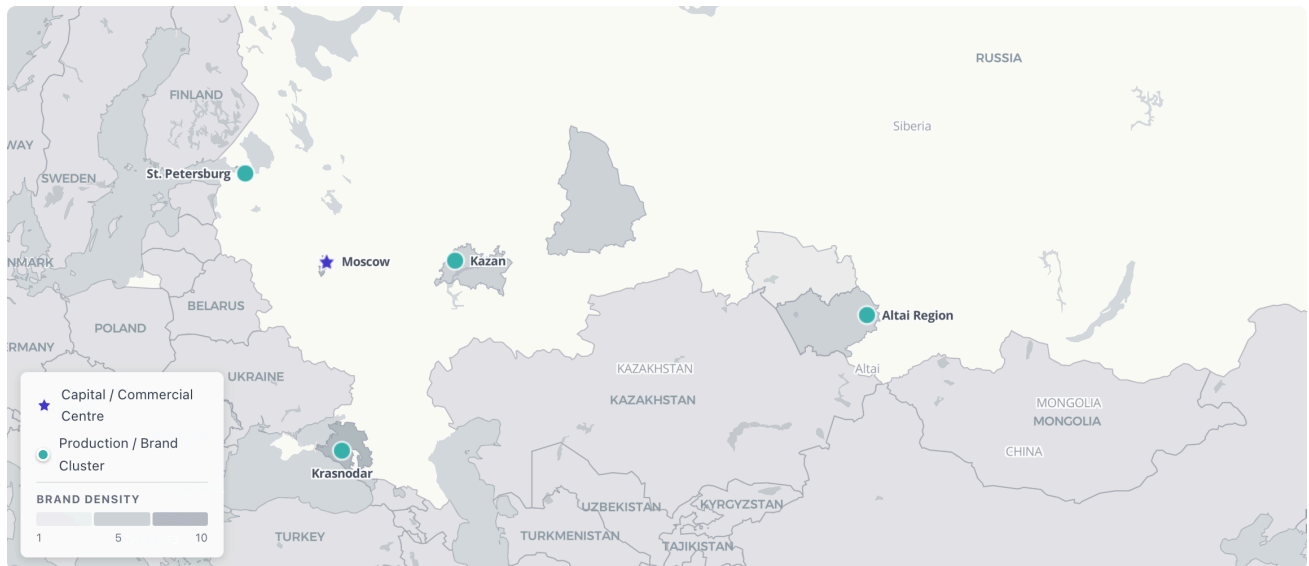 RUSSIA
FINLAND
Siberia
WAY
St. Petersburg
SWEDEN
Moscow
Kazan
NMARK
BELARUS
Altai Region
POLAND
ERMANY
KAZAKHSTAN
Altai
UKRAINE
KAZAKHSTAN
MONGOLIA
MONGOLIA
CHINA
Krasnodar
UZBEKISTAN
KYRGYZSTAN
TURKEY
TURKMENISTAN
TAJIKISTAN
Capital / Commercial
Centre
Production / Brand
Cluster
BRAND DENSITY
1 5 10